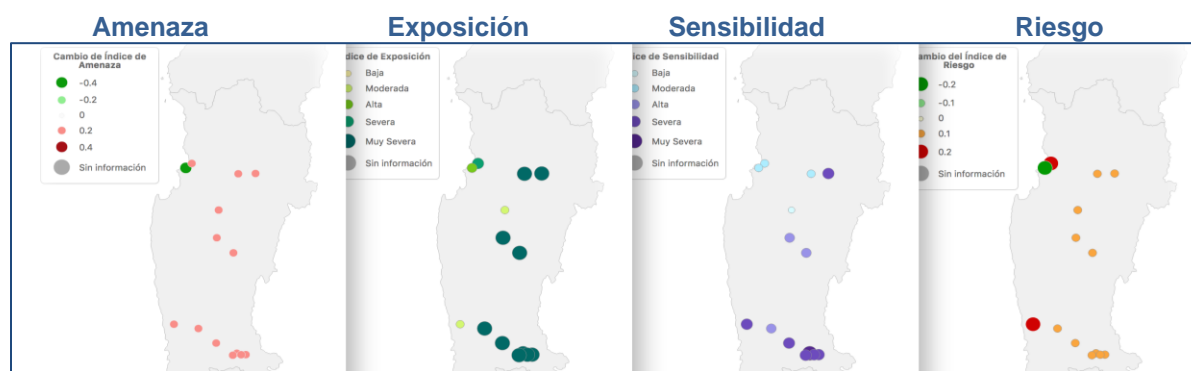 Amenaza
Exposición
Sensibilidad
Riesgo
Cambio de Índice de
Amenaza
-0.4
-0.2
0
0.2
0.4
Sin información
dice de Exposición
Baja
Moderada
Alta
Severa
Muy Severa
Sin información
ice de Sensibilidad
Baja
Moderada
Alta
Severa
Muy Severa
Sin información
ambio del Índice de
Riesgo
-0.2
-0.1
0
0.1
0.2
Sin información